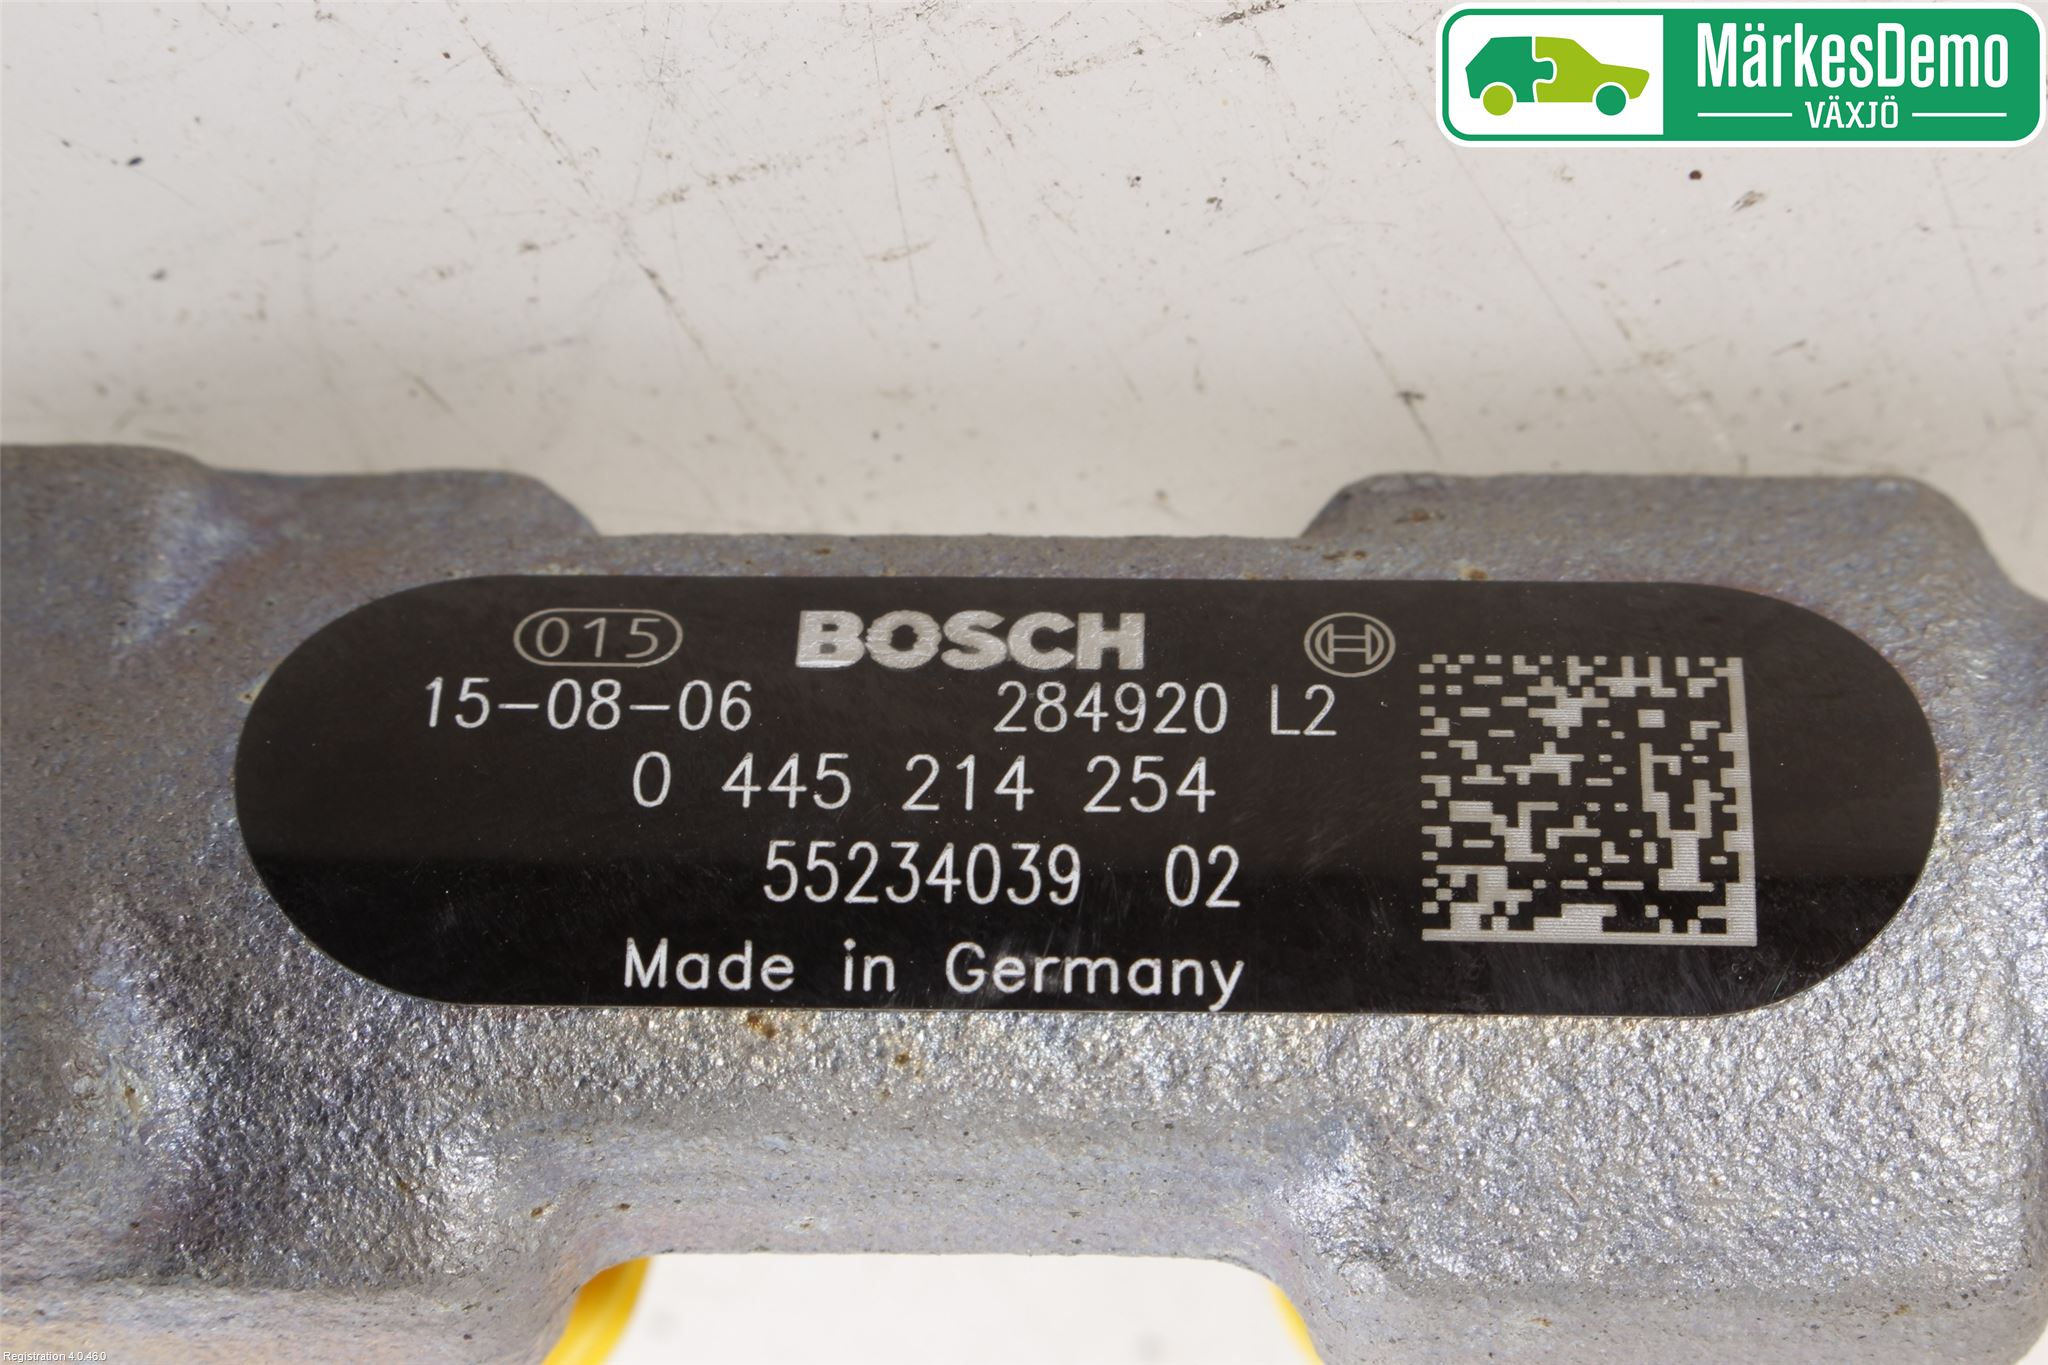 MärkesDemo
VÄXJÖ
015 BOSCH
15-08-06 284920 L2
0 445 214 254
55234039 02
Made in Germany
Registration 4.0.46.0